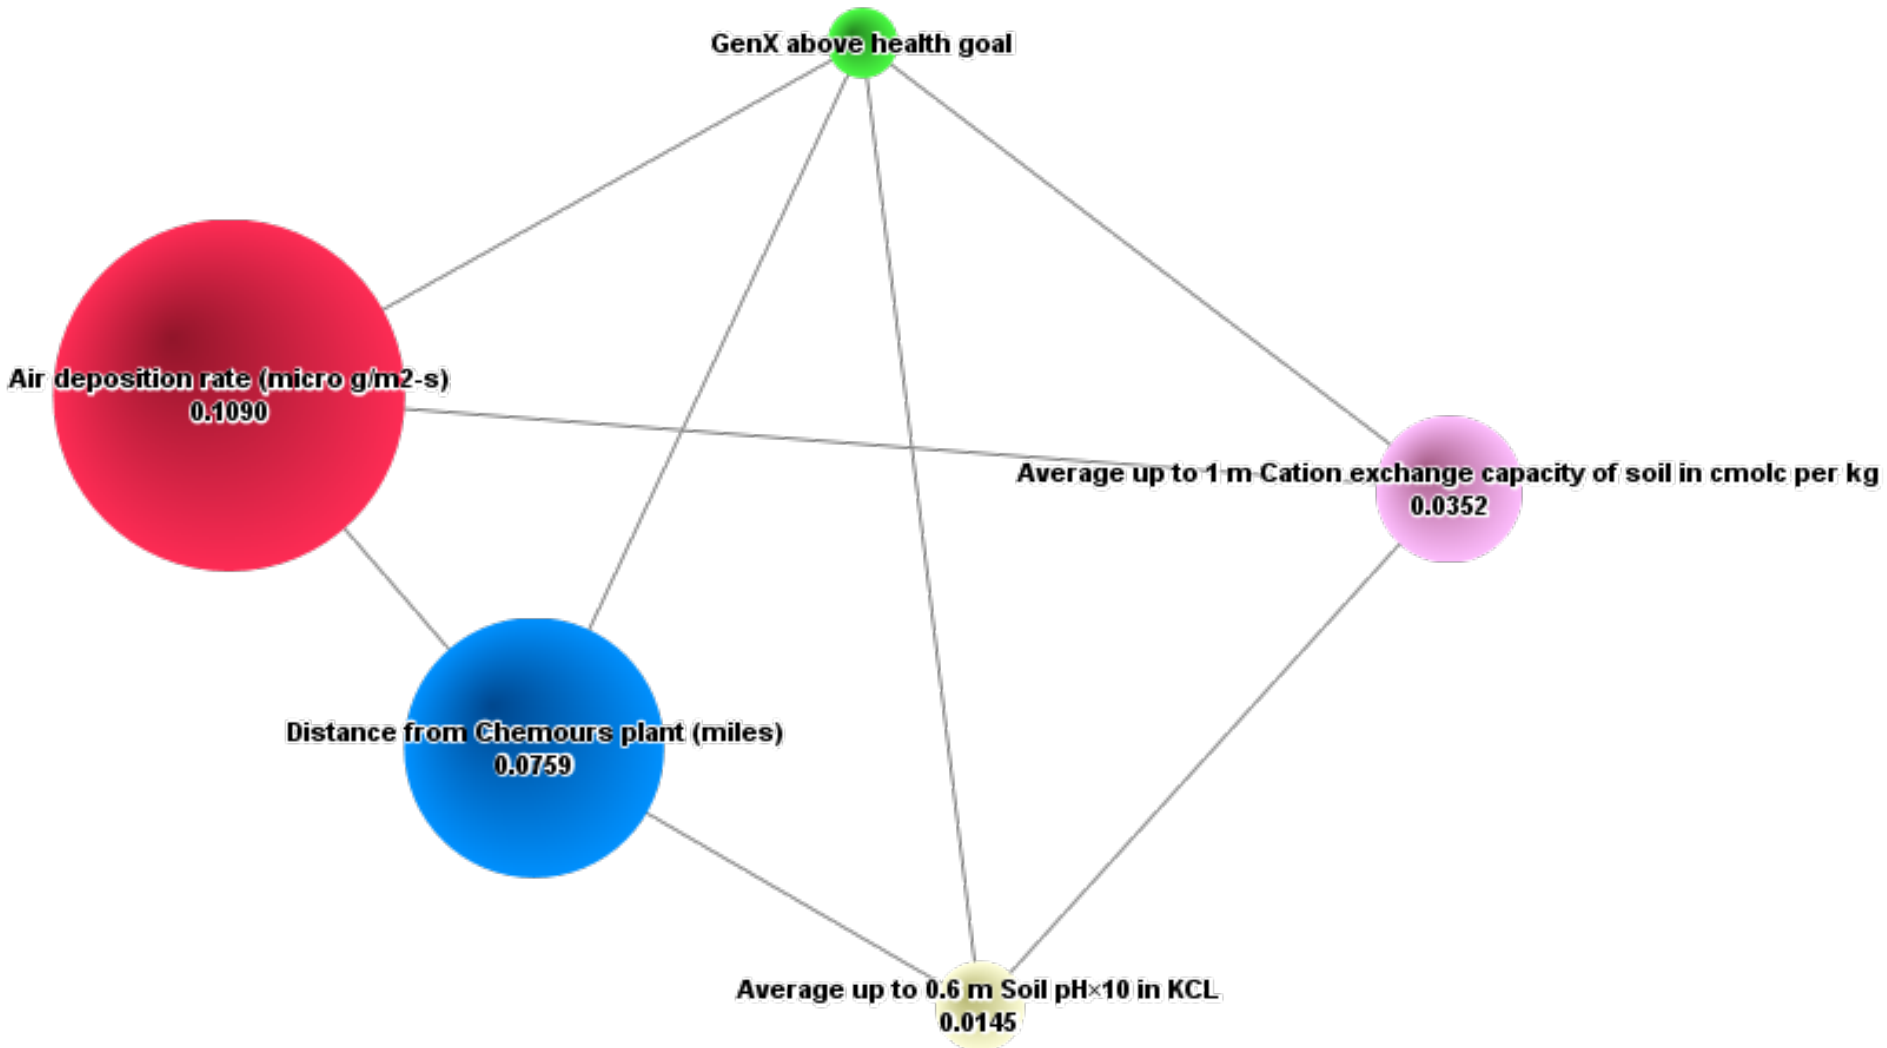 GenX above health goal
Air deposition rate (micro g/m2-s)
0.1090
Average up to 1 m Cation exchange capacity of soil in cmolc per kg
0.0352
Distance from Chemours plant (miles)
0.0759
Average up to 0.6 m Soil pH×10 in KCL
0.0145